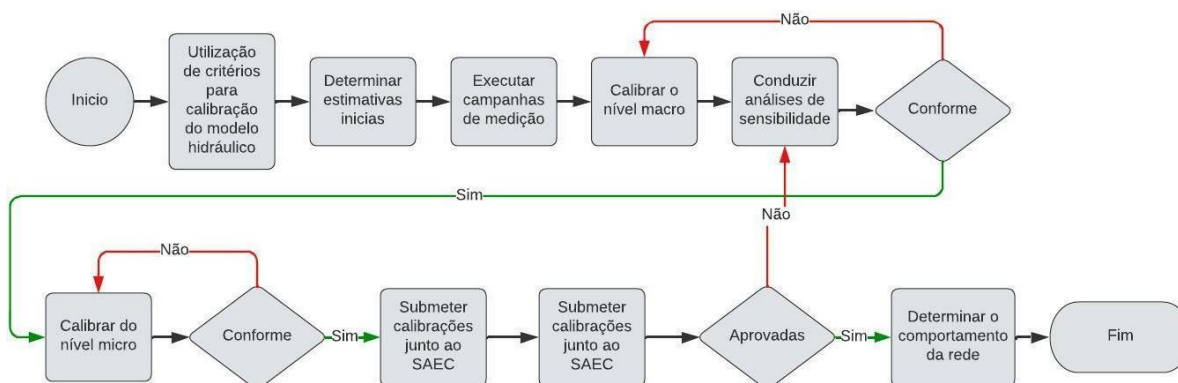 Não
Inicio
Utilização
de critérios
para
calibração
do modelo
hidráulico
Determinar
estimativas
inicias
Executar
campanhas
de medição
Calibrar o
nível macro
Conduzir
análises de
sensibilidade
Conforme
Sim
Não
Não
Calibrar do
nível micro
Conforme
Sim
Submeter
calibrações
junto ao
SAEC
Submeter
calibrações
junto ao
SAEC
Aprovadas
Sim
Determinar o
comportamento
da rede
Fim